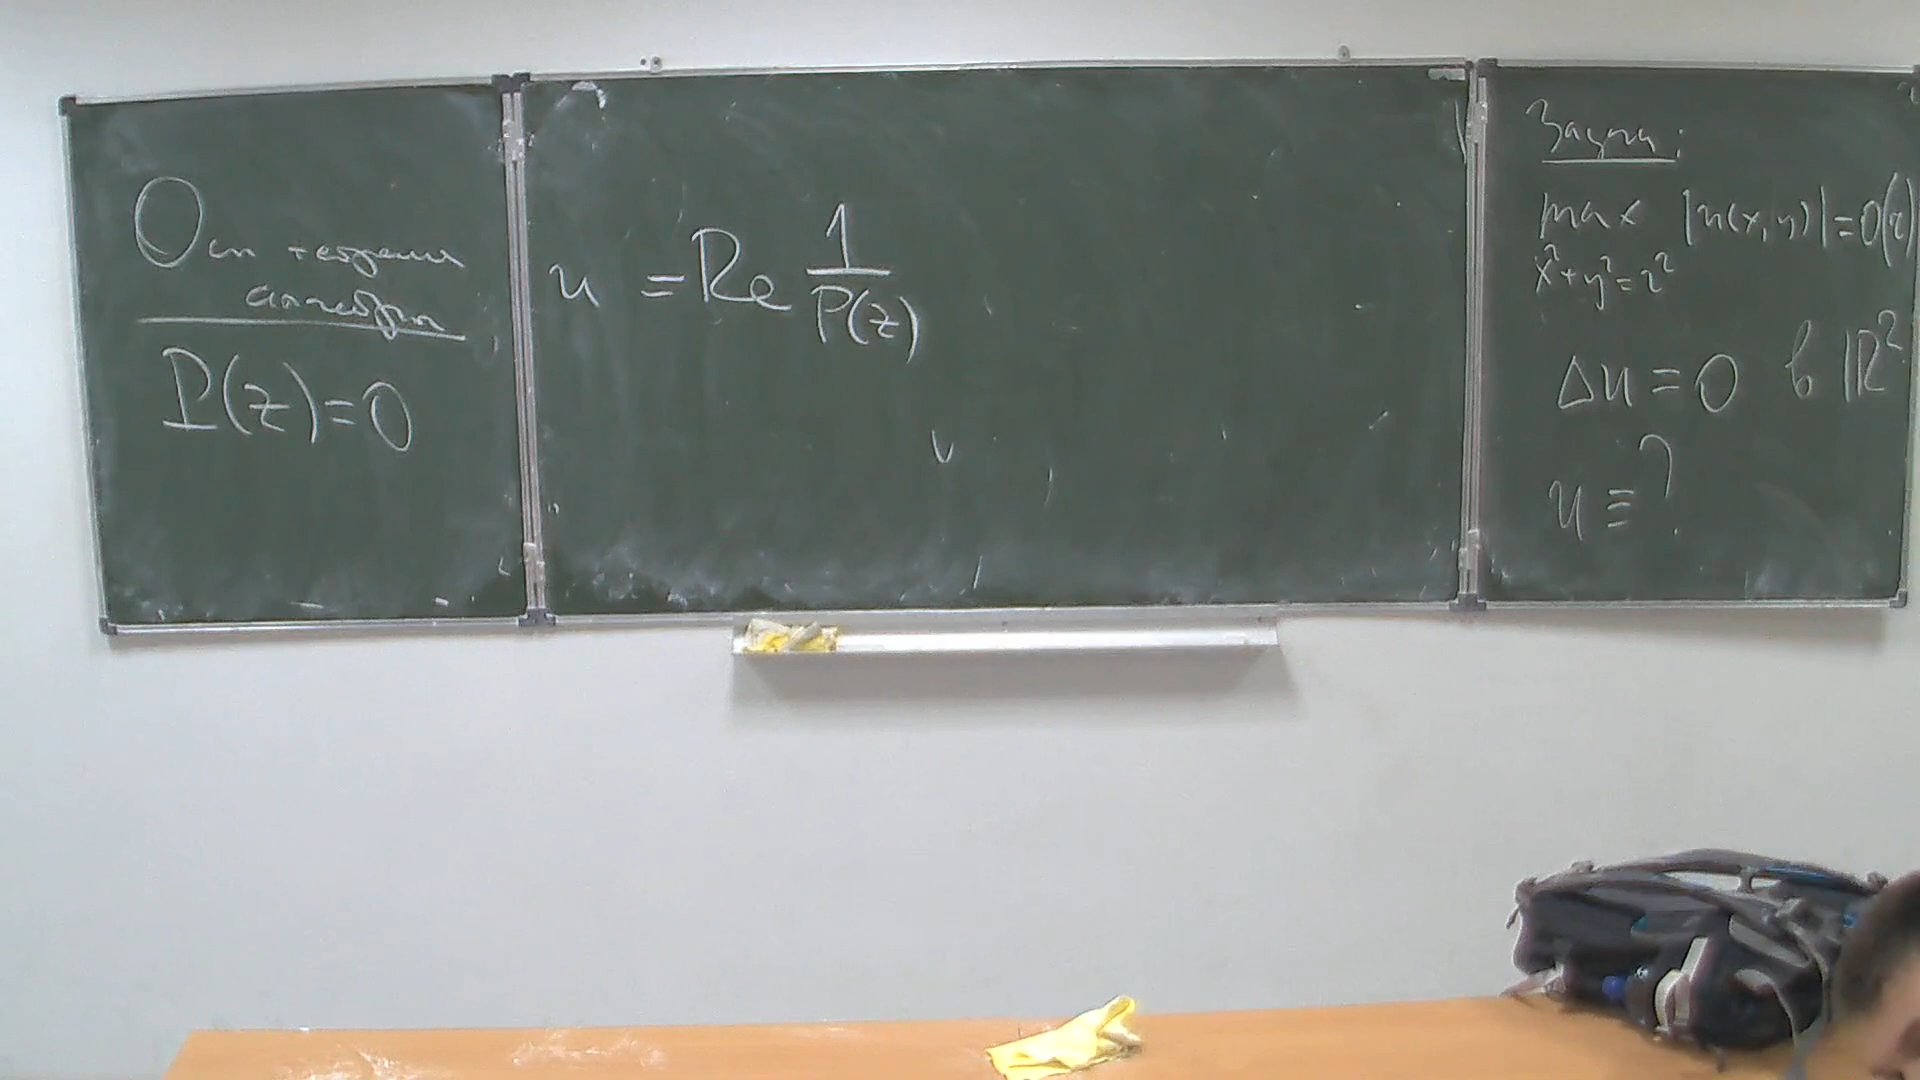 Осн теорема
алгебры
P(z)=0
u = Re 1/P(z)
Задача:
max |u(x,y)|=O(r)
x²+y²=r²
Δu=0 в ℝ²
u≡?